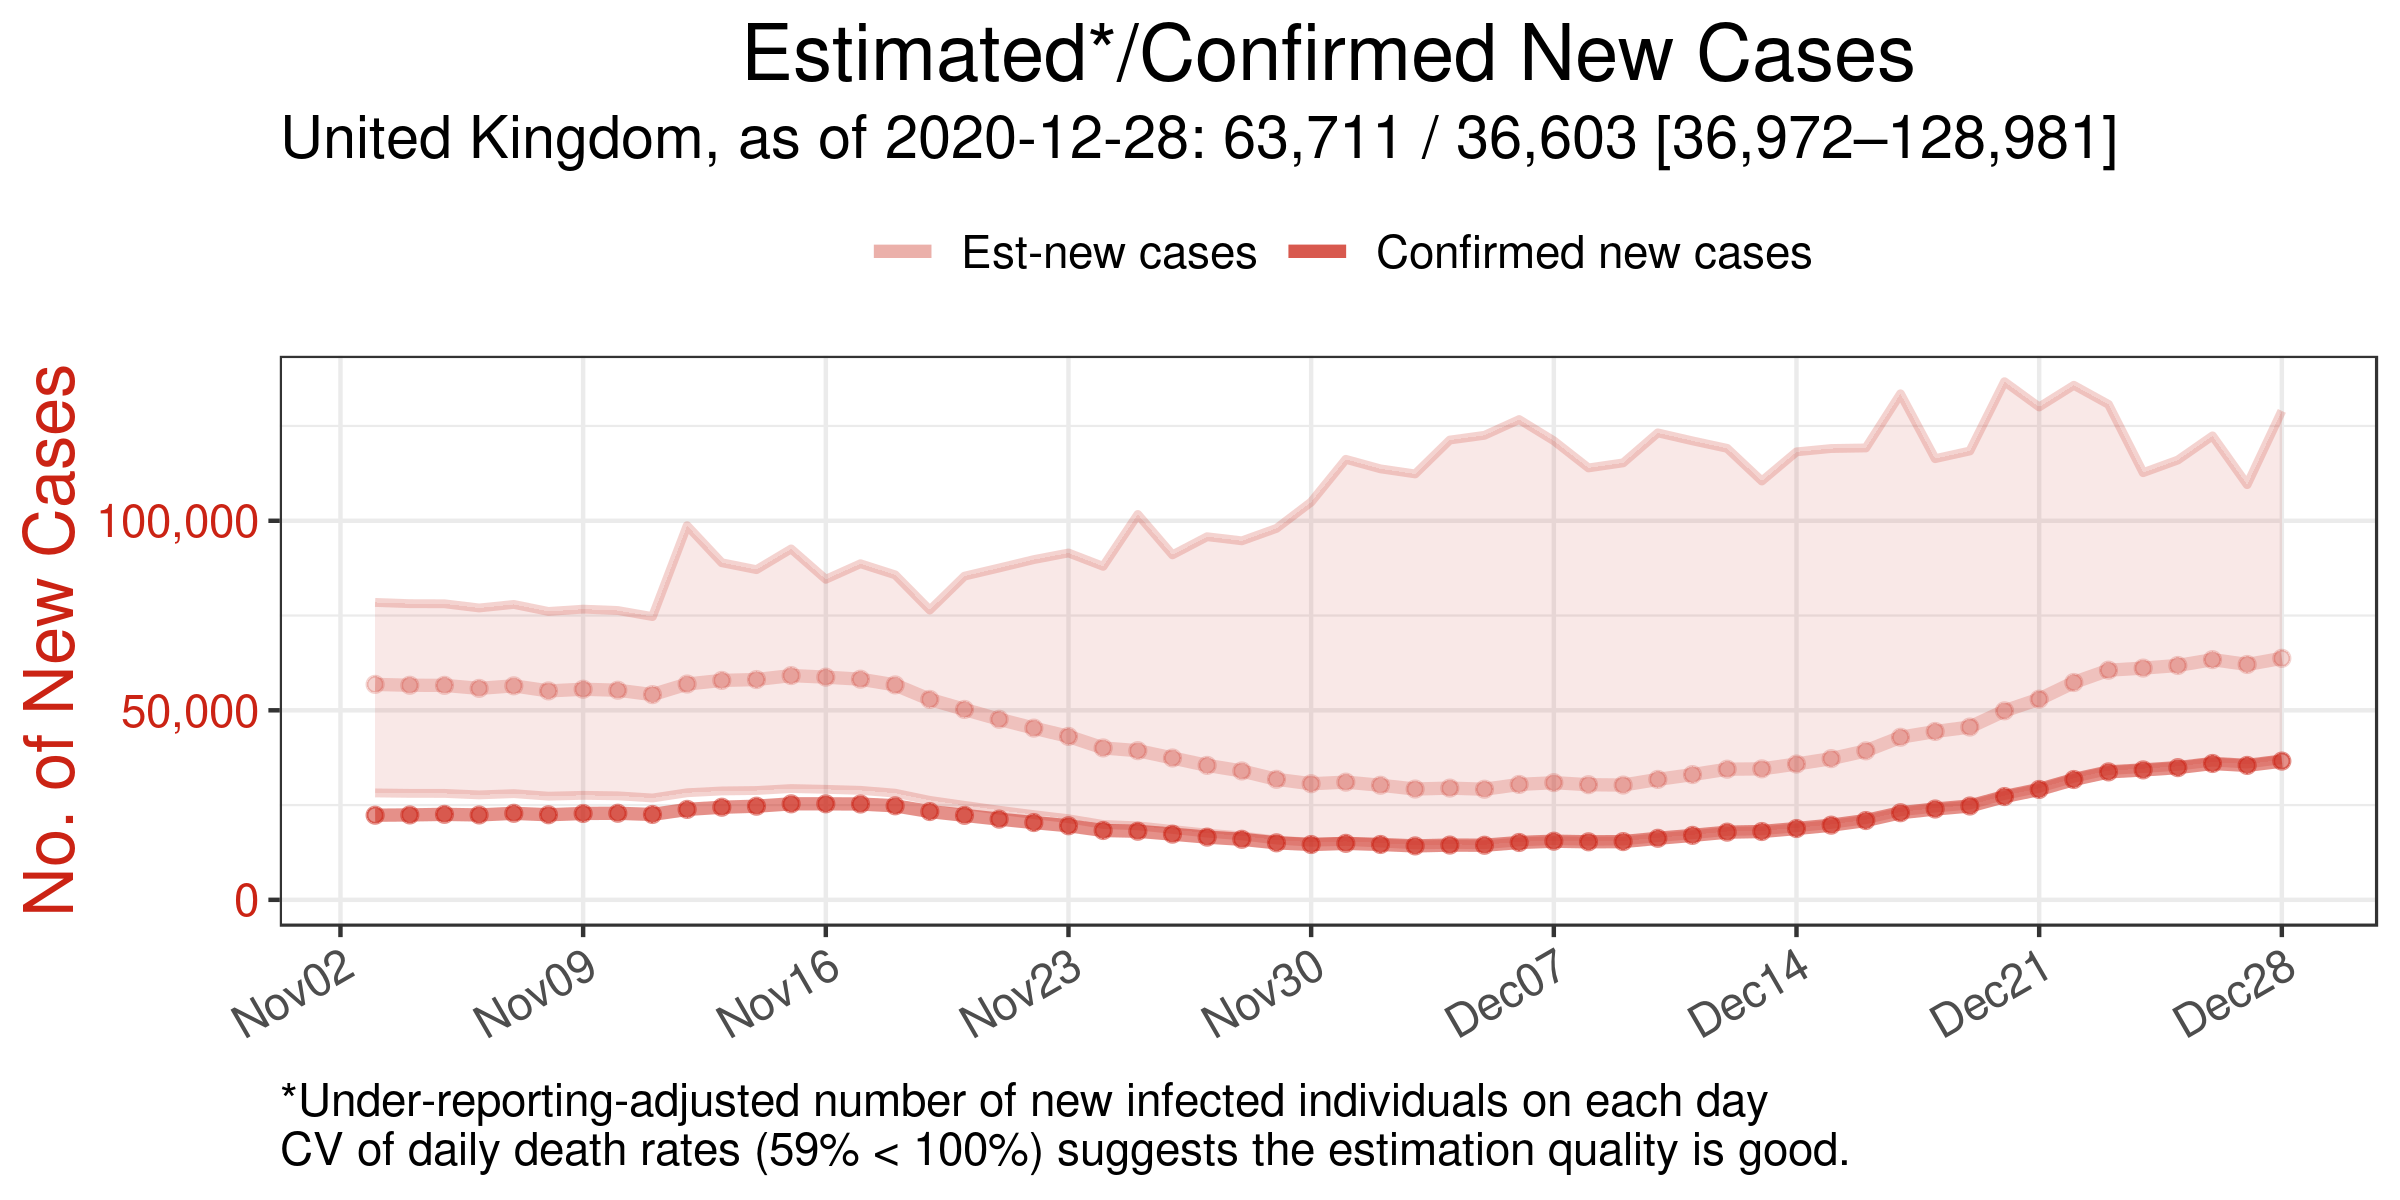 Estimated*/Confirmed New Cases
United Kingdom, as of 2020-12-28: 63,711 / 36,603 [36,972–128,981]
Est-new cases
Confirmed new cases
No. of New Cases
100,000
50,000
0
Nov02
Nov09
Nov16
Nov23
Nov30
Dec07
Dec14
Dec21
Dec28
*Under-reporting-adjusted number of new infected individuals on each day
CV of daily death rates (59% < 100%) suggests the estimation quality is good.